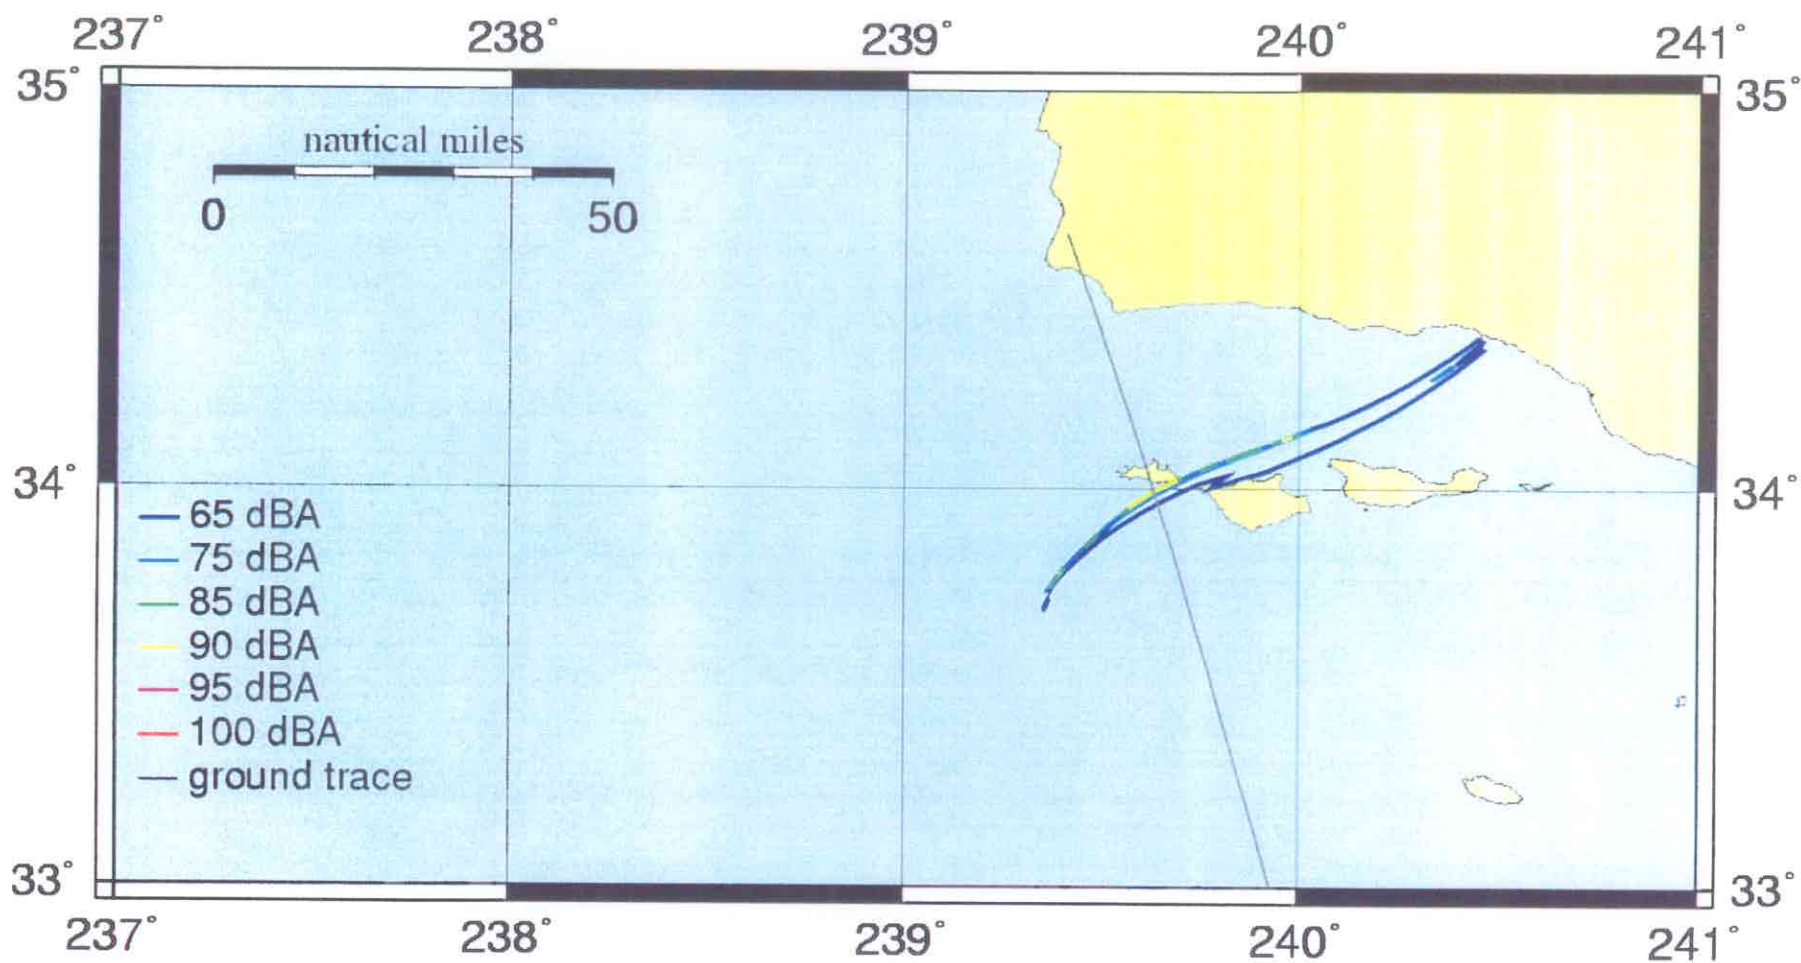 237° 238° 239° 240° 241°
35° 35°
nautical miles
0 50
34° 34°
65 dBA
75 dBA
85 dBA
90 dBA
95 dBA
100 dBA
ground trace
33° 33°
237° 238° 239° 240° 241°